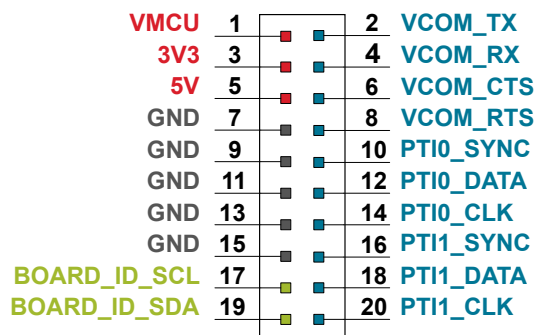 VMCU 1 2 VCOM_TX
3V3 3 4 VCOM_RX
5V 5 6 VCOM_CTS
GND 7 8 VCOM_RTS
GND 9 10 PTI0_SYNC
GND 11 12 PTI0_DATA
GND 13 14 PTI0_CLK
GND 15 16 PTI1_SYNC
BOARD_ID_SCL 17 18 PTI1_DATA
BOARD_ID_SDA 19 20 PTI1_CLK